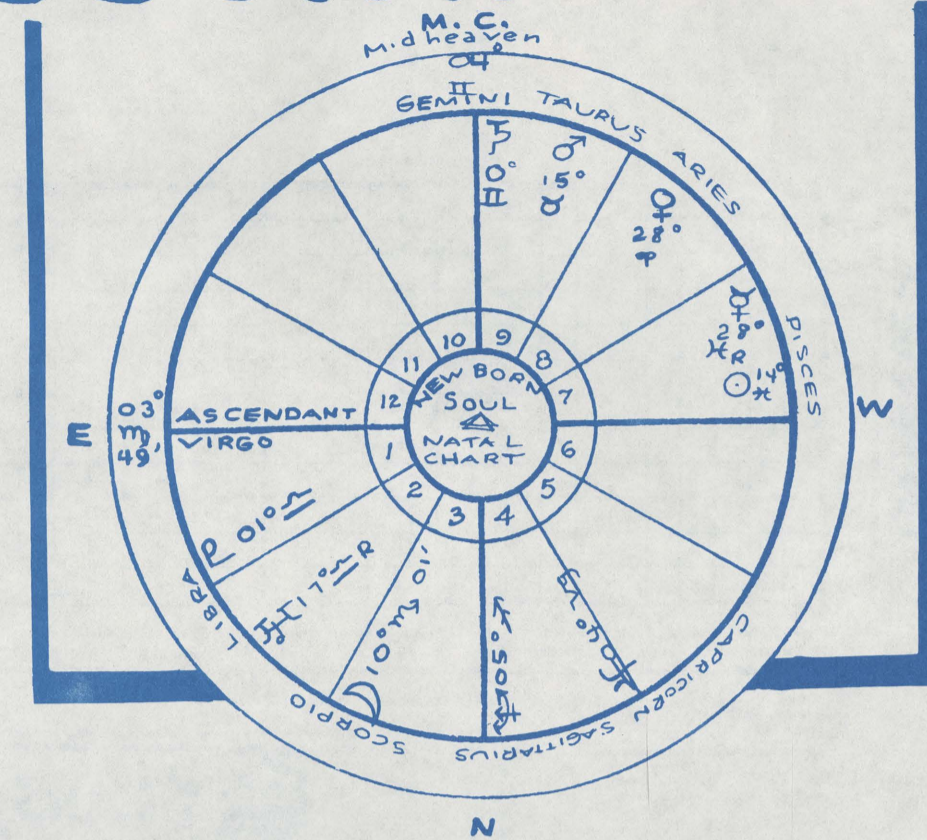 M. C.
Midheaven
04°
♊
GEMINI TAURUS ARIES PISCES
♄ 0° ♊
♂ 15° ♉
♀ 28° ♈
☿ 28° ♓ R
☉ 14° ♓
W
E
03°
♍
49'
ASCENDANT
VIRGO
NEW BORN
SOUL
NATAL
CHART
1
2
3
4
5
6
7
8
9
10
11
12
LIBRA
01° ♎
17° ♎ R
SCORPIO
10° ♏ 10'
SAGITTARIUS
05° ♐
CAPRICORN
04°
N